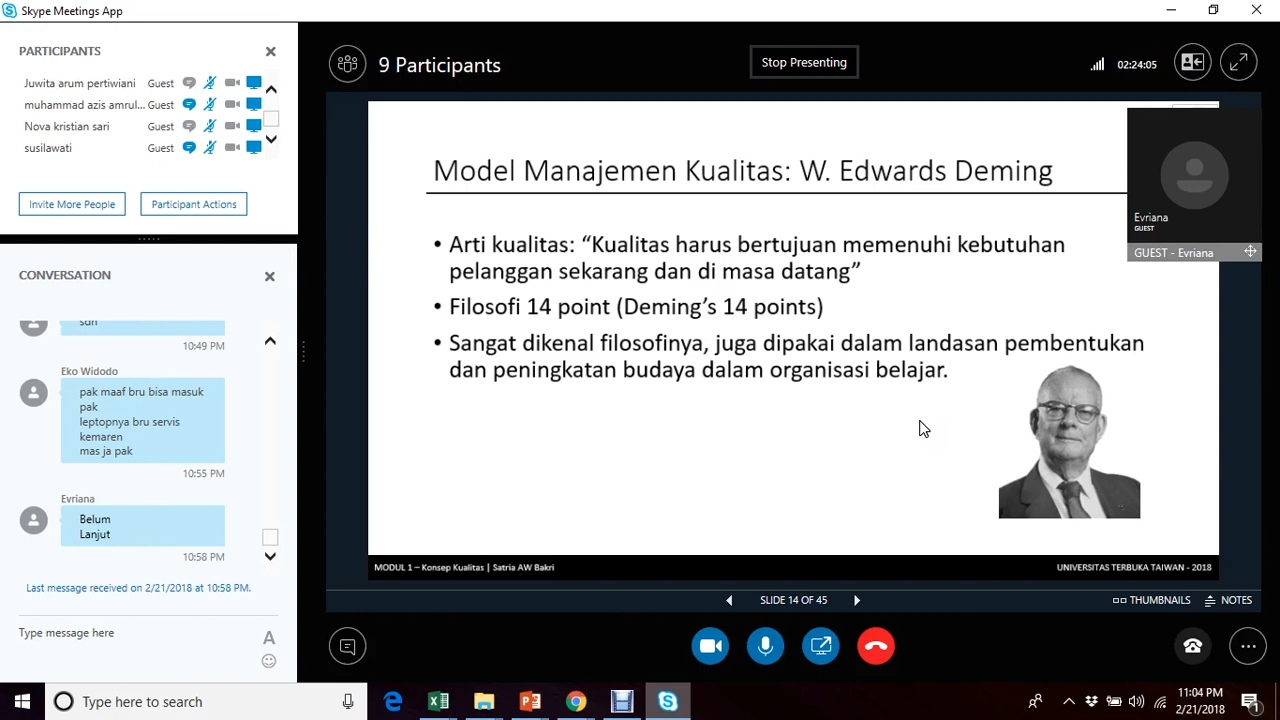 Skype Meetings App
PARTICIPANTS
Juwita arum pertiwiani Guest
muhammad azis amrul... Guest
Nova kristian sari Guest
susilawati Guest
Invite More People Participant Actions
CONVERSATION
10:49 PM
Eko Widodo
pak maaf bru bisa masuk
pak
leptopnya bru servis
kemaren
mas ja pak
10:55 PM
Evriana
Belum
Lanjut
10:58 PM
Last message received on 2/21/2018 at 10:58 PM.
Type message here
A
9 Participants
Stop Presenting
02:24:05
Model Manajemen Kualitas: W. Edwards Deming
• Arti kualitas: “Kualitas harus bertujuan memenuhi kebutuhan
pelanggan sekarang dan di masa datang”
• Filosofi 14 point (Deming’s 14 points)
• Sangat dikenal filosofinya, juga dipakai dalam landasan pembentukan
dan peningkatan budaya dalam organisasi belajar.
Evriana
GUEST
GUEST - Evriana
MODUL 1 – Konsep Kualitas | Satria AW Bakri
UNIVERSITAS TERBUKA TAIWAN - 2018
SLIDE 14 OF 45
THUMBNAILS
NOTES
Type here to search
11:04 PM
2/21/2018
1